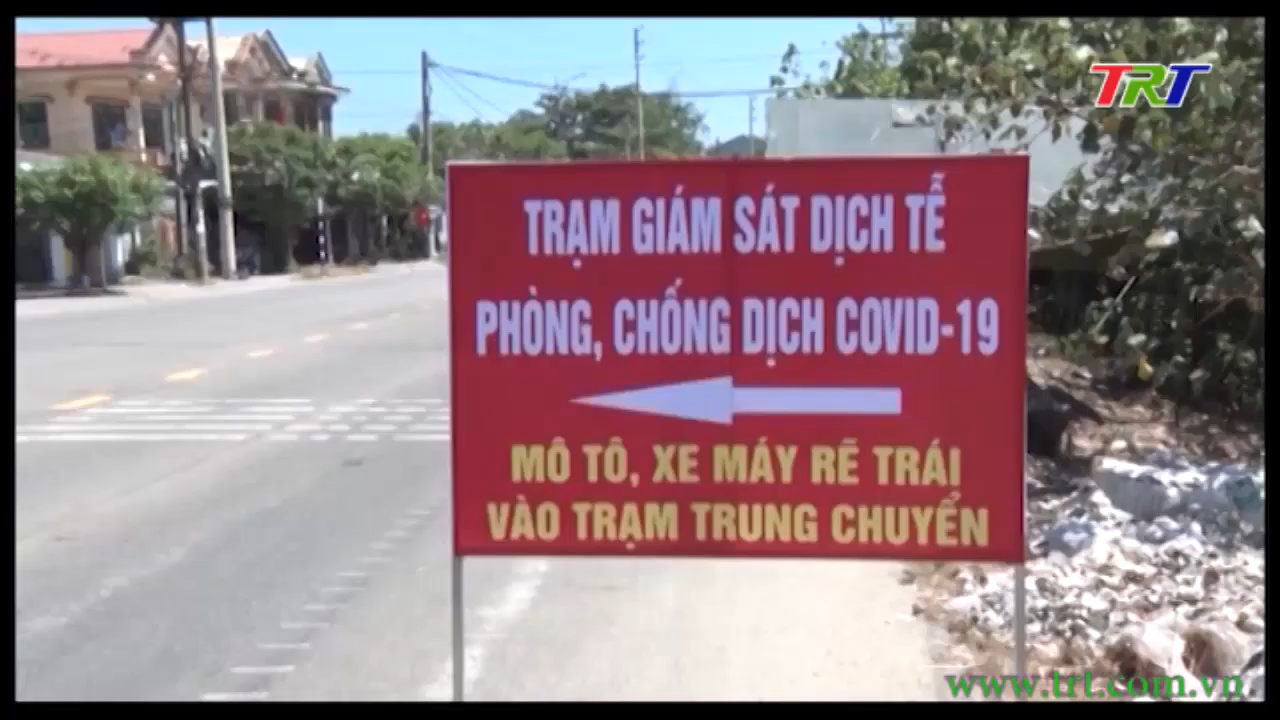 TRT
TRẠM GIÁM SÁT DỊCH TỄ
PHÒNG, CHỐNG DỊCH COVID-19
MÔ TÔ, XE MÁY RẼ TRÁI
VÀO TRẠM TRUNG CHUYỂN
www.trt.com.vn